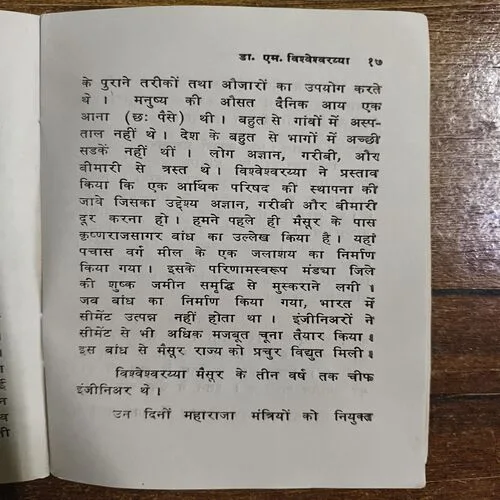 डा. एम. विश्वेश्वरय्या १७
के पुराने तरीकों तथा औजारों का उपयोग करते
थे । मनुष्य की औसत दैनिक आय एक
आना (छः पैसे) थी । बहुत से गांवों में अस्प-
ताल नहीं थे । देश के बहुत से भागों में अच्छी
सडकें नहीं थीं । लोग अज्ञान, गरीबी, और
बीमारी से त्रस्त थे । विश्वेश्वरय्या ने प्रस्ताव
किया कि एक आर्थिक परिषद की स्थापना की
जावे जिसका उद्देश्य अज्ञान, गरीबी और बीमारी
दूर करना हो । हमने पहले ही मैसूर के पास
कृष्णराजसागर बांध का उल्लेख किया है । यहां
पचास वर्ग मील के एक जलाशय का निर्माण
किया गया । इसके परिणामस्वरूप मंड्या जिले
की शुष्क जमीन समृद्धि से मुस्कराने लगी ।
जब बांध का निर्माण किया गया, भारत में
सीमेंट उत्पन्न नहीं होता था । इंजीनिअरों ने
सीमेंट से भी अधिक मजबूत चूना तैयार किया ।
इस बांध से मैसूर राज्य को प्रचुर विद्युत मिली ।
विश्वेश्वरय्या मैसूर के तीन वर्ष तक चीफ
इंजीनिअर थे ।
उन दिनों महाराजा मंत्रियों को नियुक्त